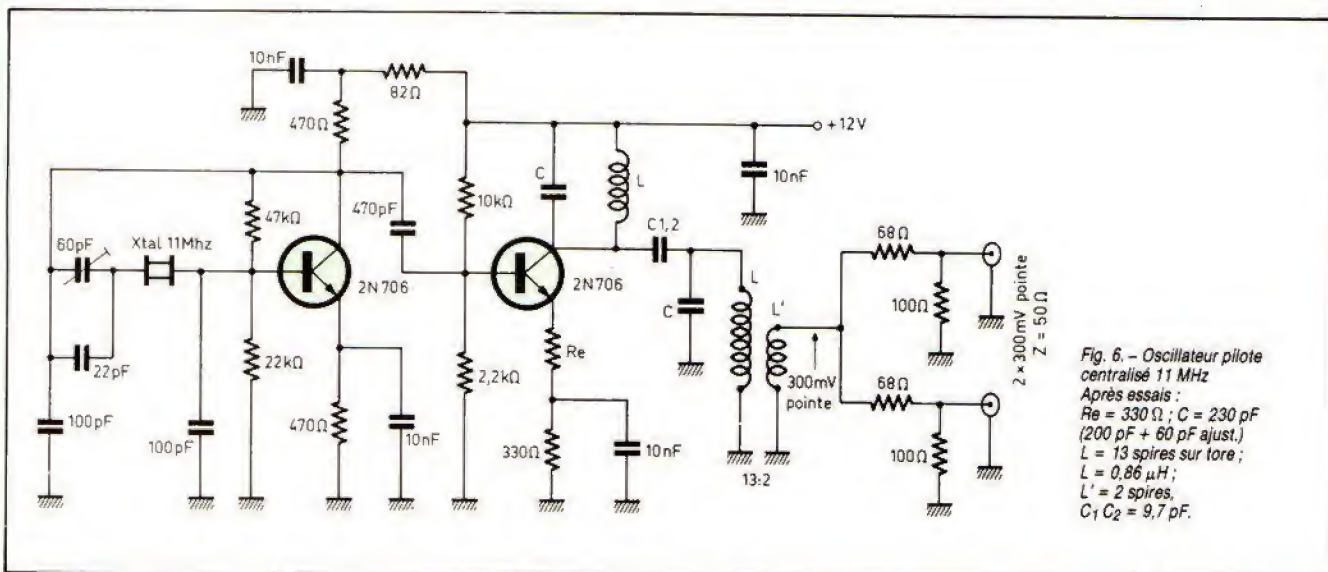 10nF
82Ω
470Ω
+12V
C
L
10nF
47kΩ
470pF
10kΩ
60pF
Xtal 11Mhz
C1,2
68Ω
2N706
2N706
L
L'
C
100Ω
22pF
22kΩ
2,2kΩ
Re
300mV
pointe
68Ω
2 × 300mV pointe
Z = 50Ω
100pF
100pF
470Ω
10nF
330Ω
10nF
100Ω
13:2
Fig. 6. – Oscillateur pilote
centralisé 11 MHz
Après essais :
Re = 330 Ω ; C = 230 pF
(200 pF + 60 pF ajust.)
L = 13 spires sur tore ;
L = 0,86 μH ;
L' = 2 spires,
C1 C2 = 9,7 pF.